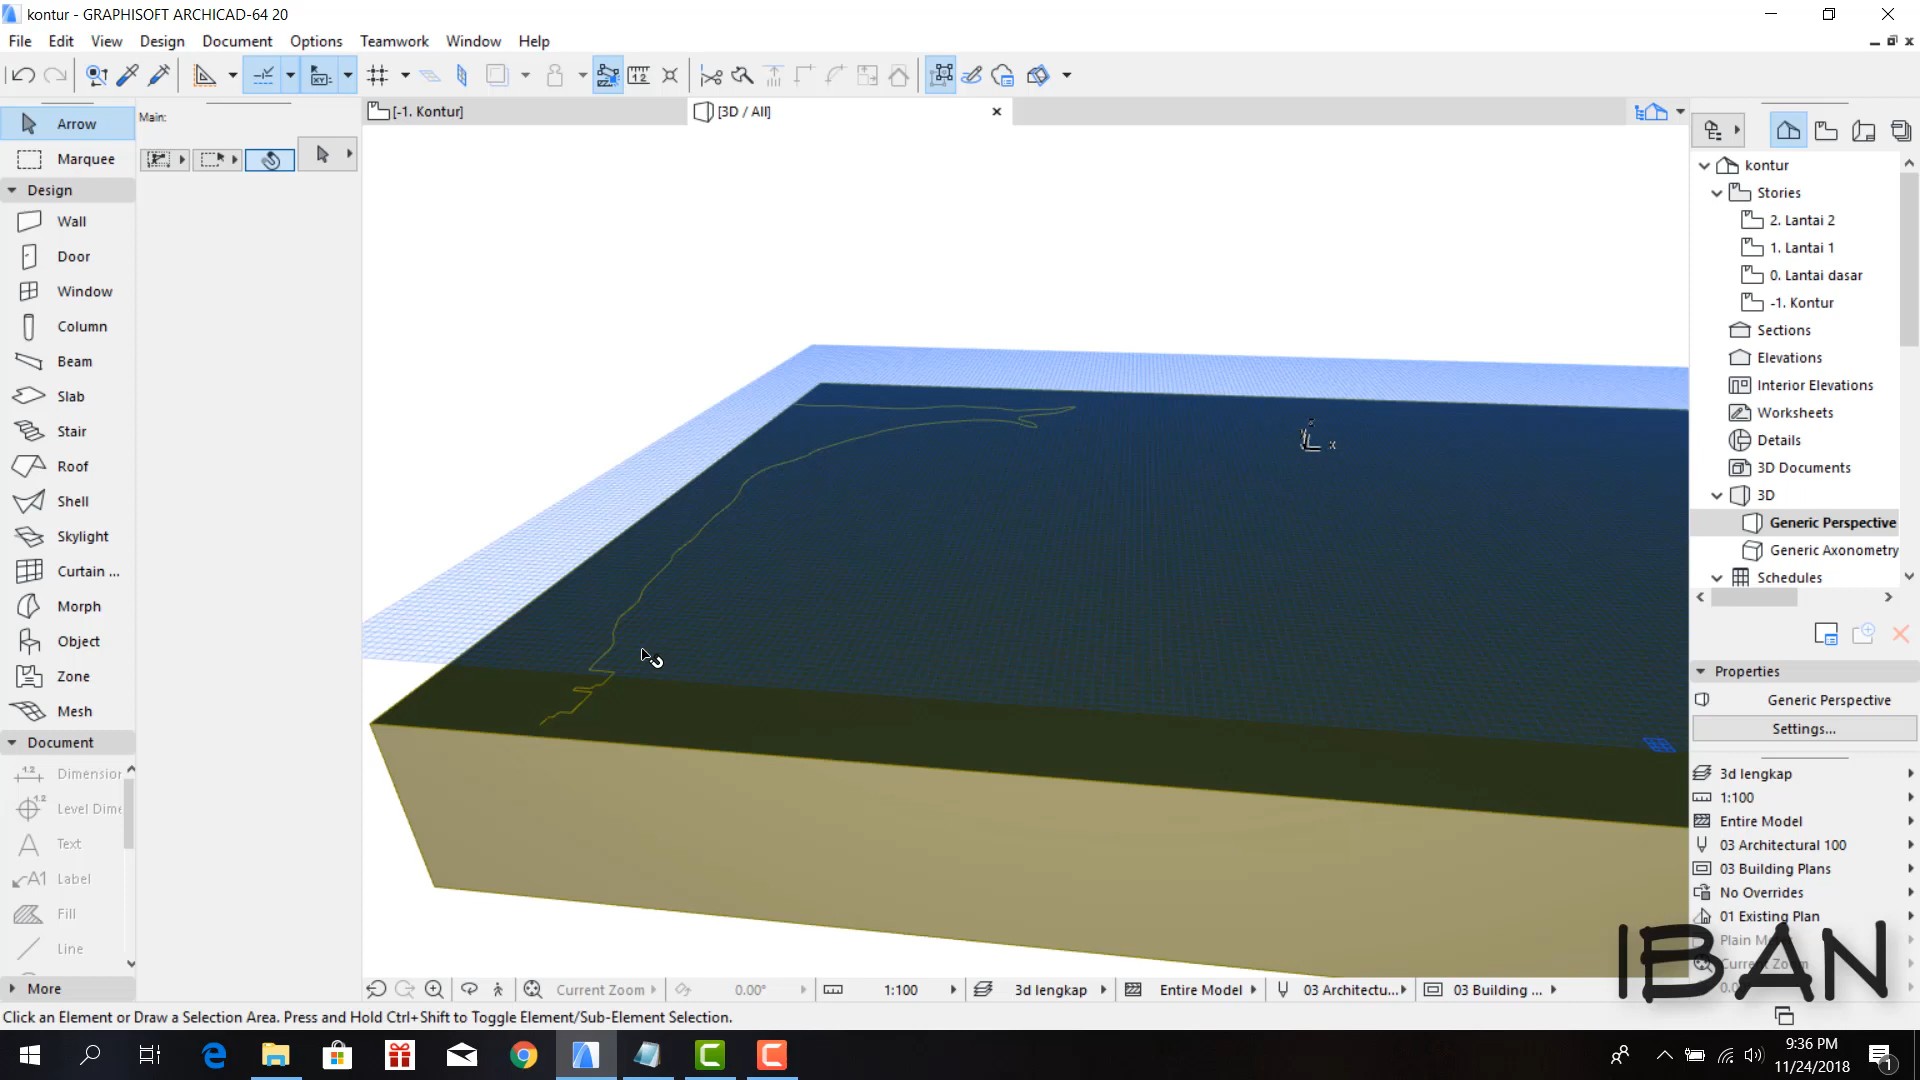 kontur - GRAPHISOFT ARCHICAD-64 20
File Edit View Design Document Options Teamwork Window Help
[-1. Kontur]
[3D / All]
Main:
Arrow
Marquee
Design
Wall
Door
Window
Column
Beam
Slab
Stair
Roof
Shell
Skylight
Curtain ...
Morph
Object
Zone
Mesh
Document
Dimension
Level Dime
Text
A1 Label
Fill
Line
More
kontur
Stories
2. Lantai 2
1. Lantai 1
0. Lantai dasar
-1. Kontur
Sections
Elevations
Interior Elevations
Worksheets
Details
3D Documents
3D
Generic Perspective
Generic Axonometry
Schedules
Properties
Generic Perspective
Settings...
3d lengkap
1:100
Entire Model
03 Architectural 100
03 Building Plans
No Overrides
01 Existing Plan
Plain M
Current Zoom
IBAN
Current Zoom 0.00° 1:100 3d lengkap Entire Model 03 Architectu... 03 Building ...
Click an Element or Draw a Selection Area. Press and Hold Ctrl+Shift to Toggle Element/Sub-Element Selection.
9:36 PM
11/24/2018
1